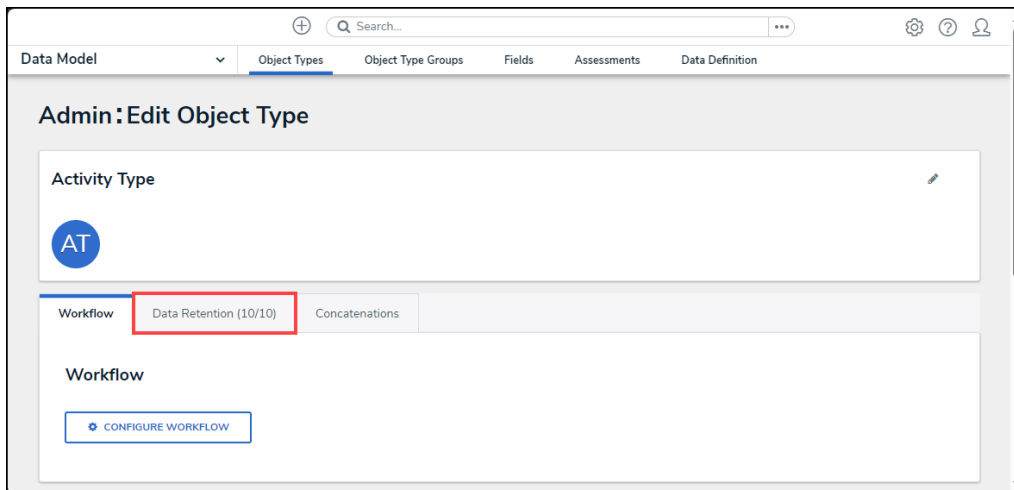 Search...
Data Model
Object Types Object Type Groups Fields Assessments Data Definition
Admin:Edit Object Type
Activity Type
AT
Workflow Data Retention (10/10) Concatenations
Workflow
CONFIGURE WORKFLOW